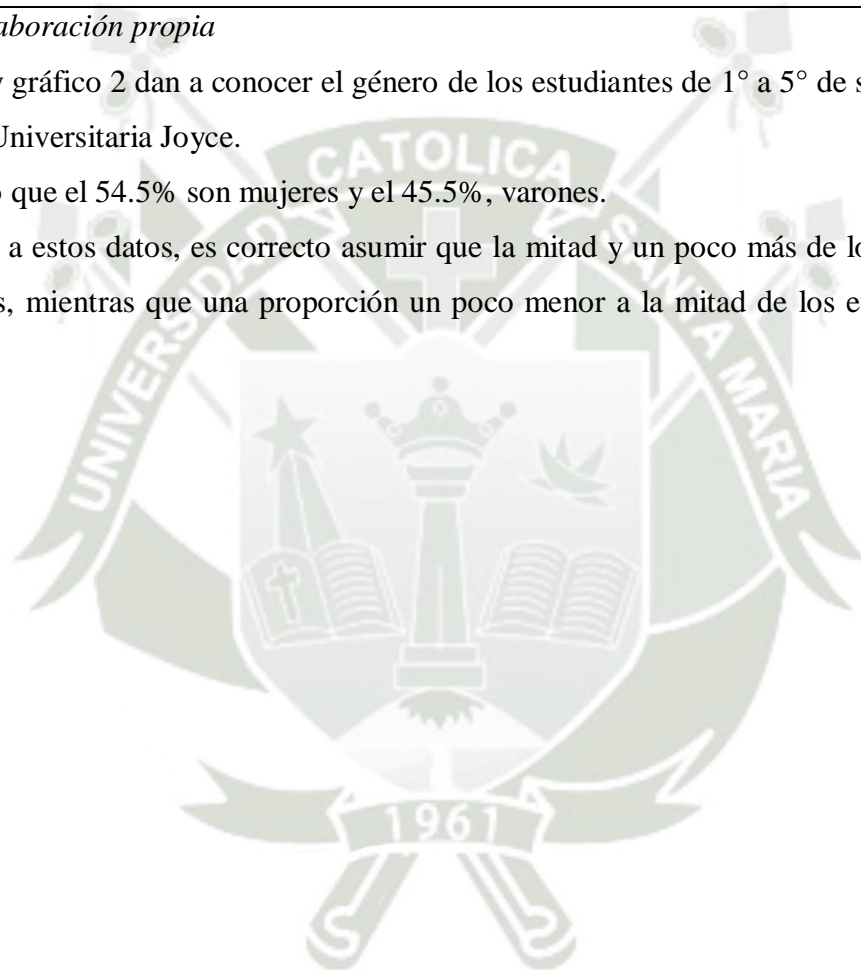 aboración propia
y gráfico 2 dan a conocer el género de los estudiantes de 1° a 5° de s
Universitaria Joyce.
que el 54.5% son mujeres y el 45.5%, varones.
a estos datos, es correcto asumir que la mitad y un poco más de lo
s, mientras que una proporción un poco menor a la mitad de los e
UNIVERSIDAD CATOLICA SANTA MARIA
1961